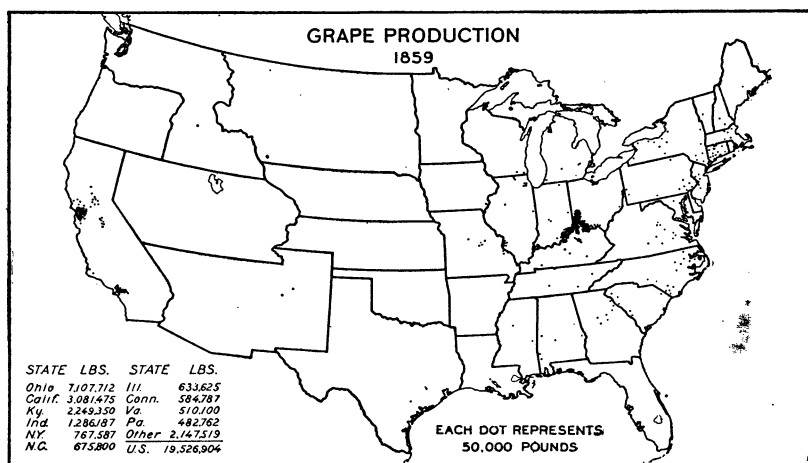 GRAPE PRODUCTION
1859
STATE LBS. STATE LBS.
Ohio 7,107,712 Ill. 633,625
Calif. 3,081,475 Conn. 584,787
Ky. 2,249,350 Va. 510,100
Ind. 1,286,187 Pa. 482,762
N.Y. 767,587 Other 2,147,519
N.C. 675,800 U.S. 19,526,904
EACH DOT REPRESENTS
50,000 POUNDS